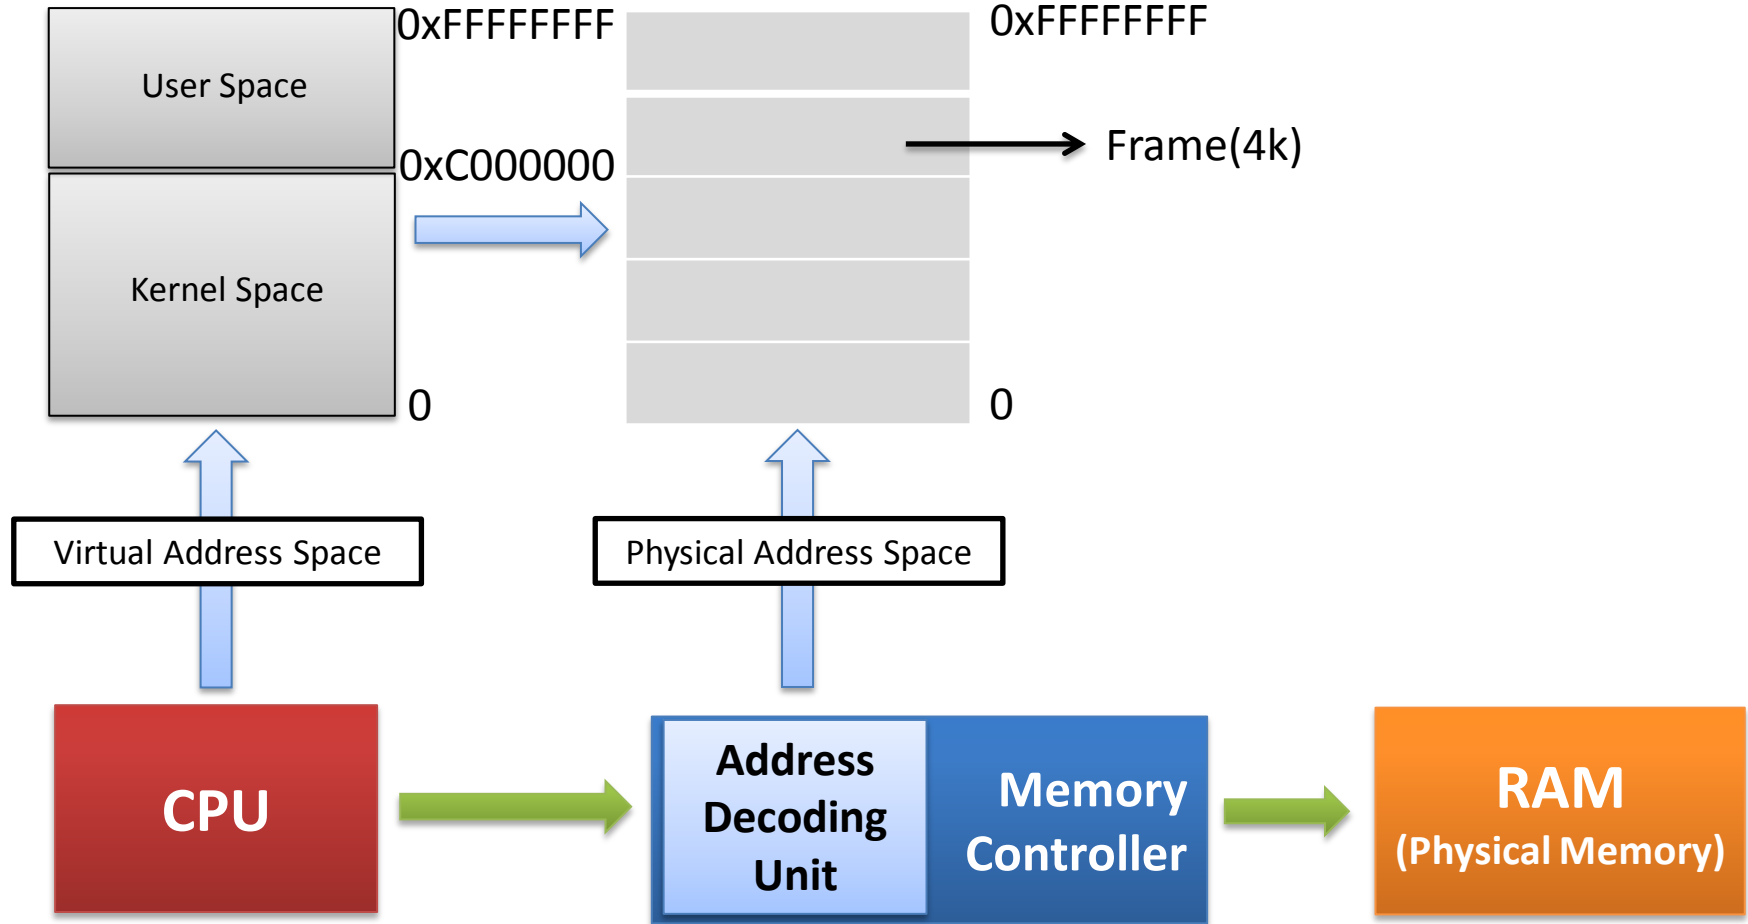 0xFFFFFFFF
0xFFFFFFFF
User Space
Frame(4k)
0xC000000
Kernel Space
0
0
Virtual Address Space
Physical Address Space
CPU
Address
Decoding
Unit
Memory
Controller
RAM
(Physical Memory)